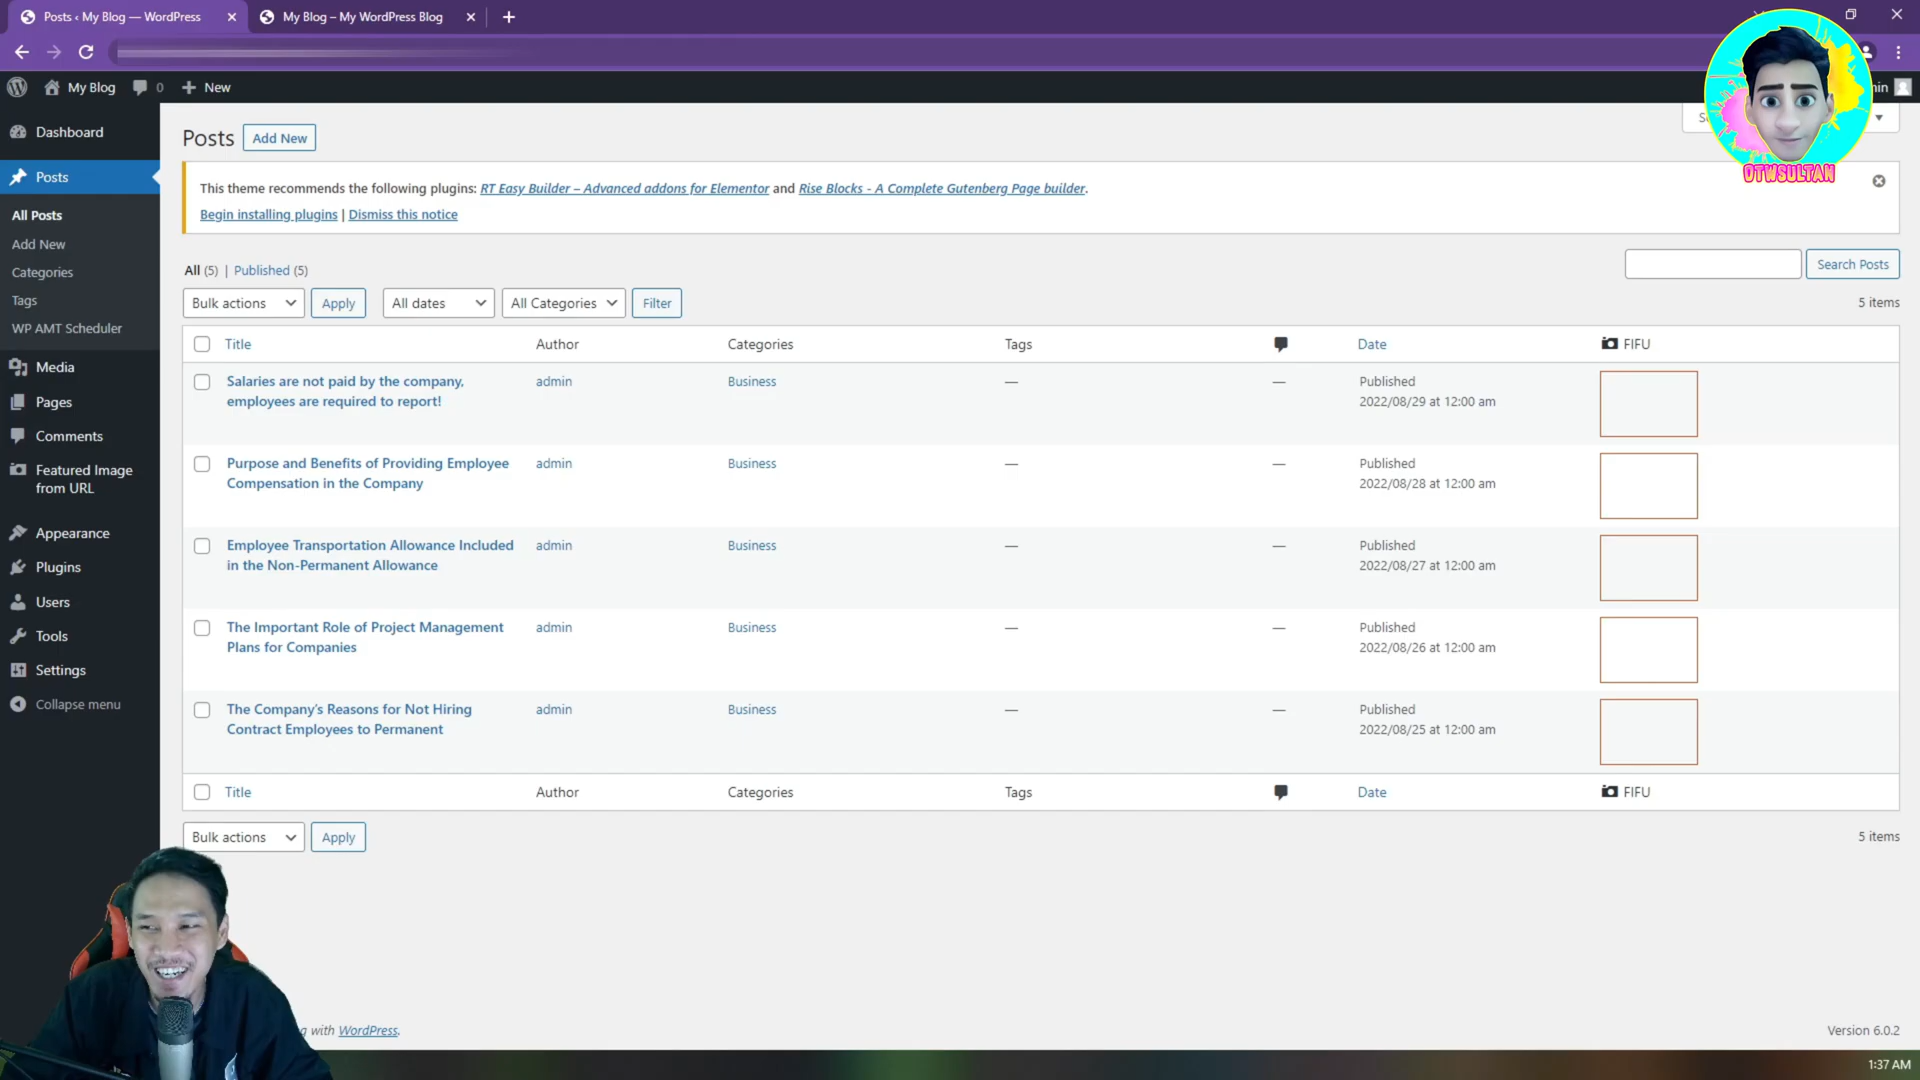 Posts ‹ My Blog — WordPress
My Blog – My WordPress Blog
My Blog
0
New
Dashboard
Posts
All Posts
Add New
Categories
Tags
WP AMT Scheduler
Media
Pages
Comments
Featured Image
from URL
Appearance
Plugins
Users
Tools
Settings
Collapse menu
OTWSULTAN
Posts
Add New
This theme recommends the following plugins: RT Easy Builder – Advanced addons for Elementor and Rise Blocks - A Complete Gutenberg Page builder.
Begin installing plugins | Dismiss this notice
All (5) | Published (5)
Search Posts
Bulk actions
Apply
All dates
All Categories
Filter
5 items
Title Author Categories Tags Date FIFU
Salaries are not paid by the company,
employees are required to report!
admin
Business
—
—
Published
2022/08/29 at 12:00 am
Purpose and Benefits of Providing Employee
Compensation in the Company
admin
Business
—
—
Published
2022/08/28 at 12:00 am
Employee Transportation Allowance Included
in the Non-Permanent Allowance
admin
Business
—
—
Published
2022/08/27 at 12:00 am
The Important Role of Project Management
Plans for Companies
admin
Business
—
—
Published
2022/08/26 at 12:00 am
The Company's Reasons for Not Hiring
Contract Employees to Permanent
admin
Business
—
—
Published
2022/08/25 at 12:00 am
Title Author Categories Tags Date FIFU
Bulk actions
Apply
5 items
with WordPress.
Version 6.0.2
1:37 AM